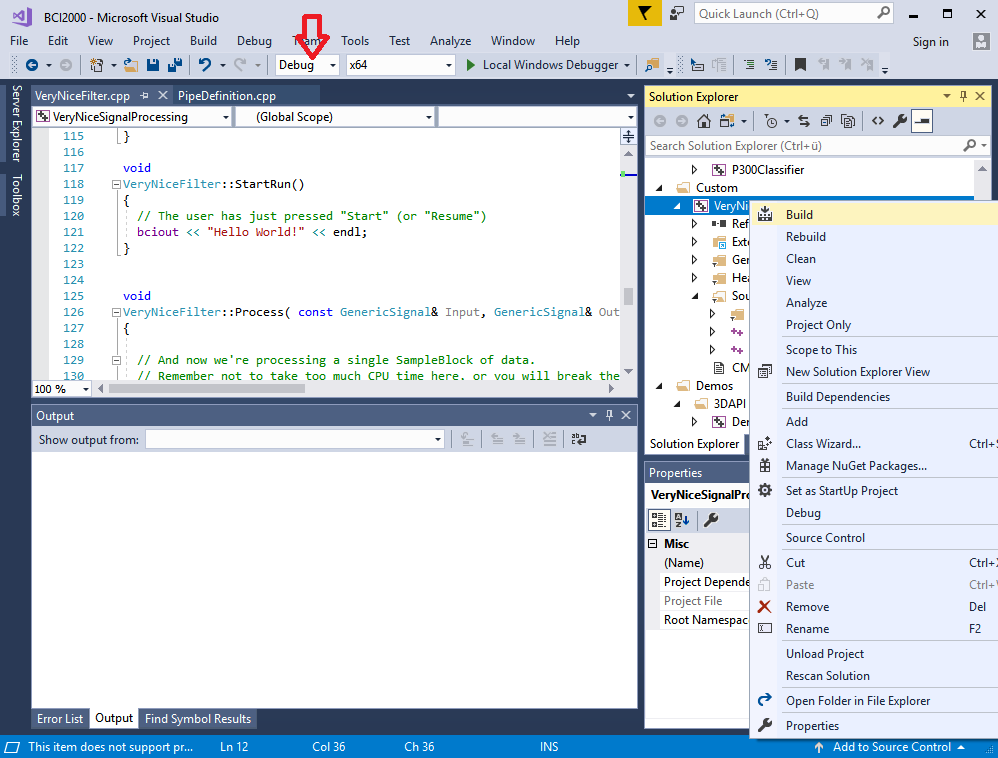 BCI2000 - Microsoft Visual Studio
Quick Launch (Ctrl+Q)
File Edit View Project Build Debug Team Tools Test Analyze Window Help Sign in
Debug x64 Local Windows Debugger
Server Explorer
Toolbox
VeryNiceFilter.cpp PipeDefinition.cpp
VeryNiceSignalProcessing (Global Scope)
115 }
116
117 void
118 VeryNiceFilter::StartRun()
119 {
120 // The user has just pressed "Start" (or "Resume")
121 bciout << "Hello World!" << endl;
122 }
123
124
125 void
126 VeryNiceFilter::Process( const GenericSignal& Input, GenericSignal& Out
127 {
128
129 // And now we're processing a single SampleBlock of data.
130 // Remember not to take too much CPU time here, or you will break the
100 %
Output
Show output from:
Error List Output Find Symbol Results
Solution Explorer
Search Solution Explorer (Ctrl+ü)
P300Classifier
Custom
VeryNi
Ref
Exte
Ger
Hea
Sou
CM
Demos
3DAPI
Der
Solution Explorer
Properties
VeryNiceSignalPro
Misc
(Name)
Project Depende
Project File
Root Namespac
Build
Rebuild
Clean
View
Analyze
Project Only
Scope to This
New Solution Explorer View
Build Dependencies
Add
Class Wizard... Ctrl+S
Manage NuGet Packages...
Set as StartUp Project
Debug
Source Control
Cut Ctrl+X
Paste Ctrl+V
Remove Del
Rename F2
Unload Project
Rescan Solution
Open Folder in File Explorer
Properties
This item does not support pr... Ln 12 Col 36 Ch 36 INS Add to Source Control